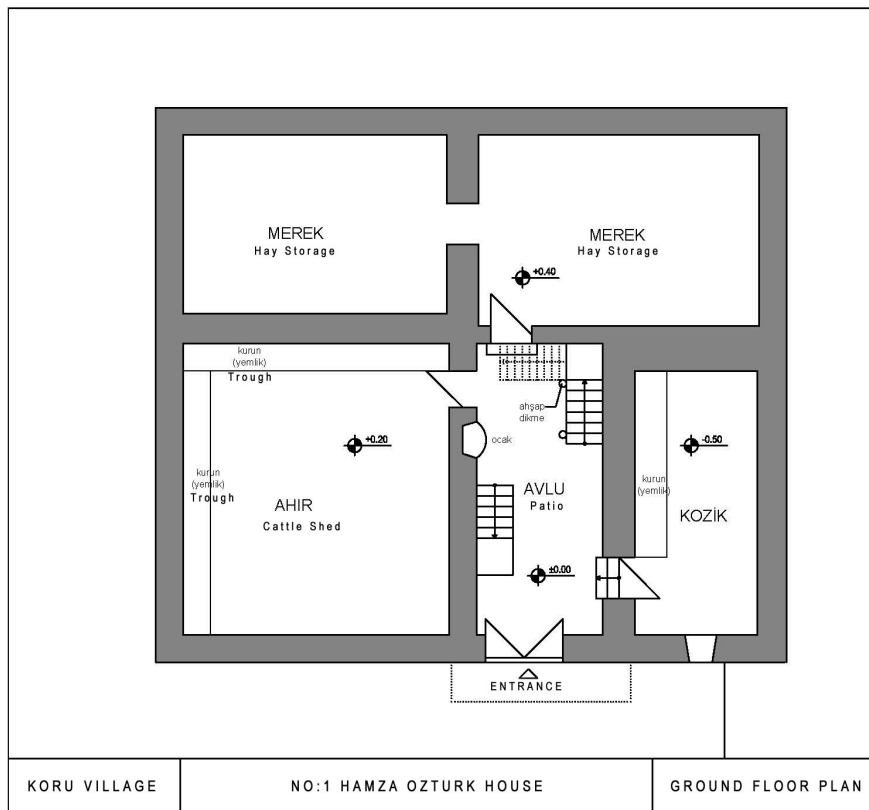 MEREK
Hay Storage
MEREK
Hay Storage
+0.40
kurun
(yemlik)
Trough
ahşap
dikme
+0.20
ocak
-0.50
kurun
(yemlik)
Trough
AHIR
Cattle Shed
AVLU
Patio
kurun
(yemlik)
KOZİK
±0.00
ENTRANCE
KORU VILLAGE
NO:1 HAMZA OZTURK HOUSE
GROUND FLOOR PLAN